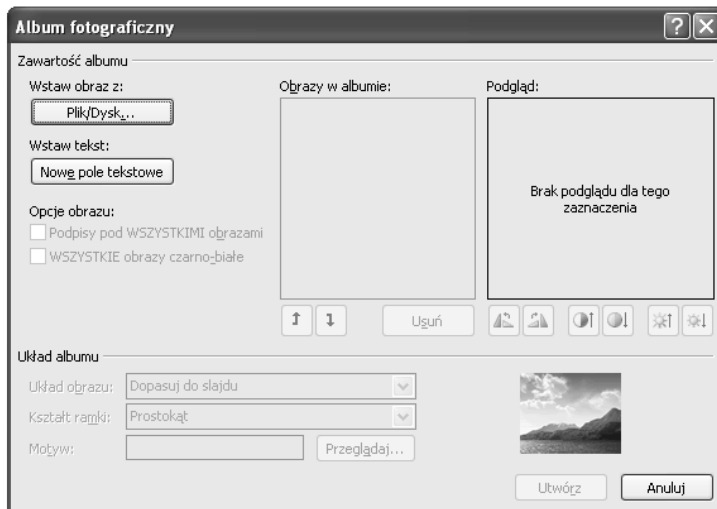 Album fotograficzny
Zawartość albumu
Wstaw obraz z:
Plik/Dysk...
Wstaw tekst:
Nowe pole tekstowe
Opcje obrazu:
Podpisy pod WSZYSTKIMI obrazami
WSZYSTKIE obrazy czarno-białe
Obrazy w albumie:
Usuń
Podgląd:
Brak podglądu dla tego
zaznaczenia
Układ albumu
Układ obrazu:
Dopasuj do slajdu
Kształt ramki:
Prostokąt
Motyw:
Przeglądaj...
Utwórz
Anuluj